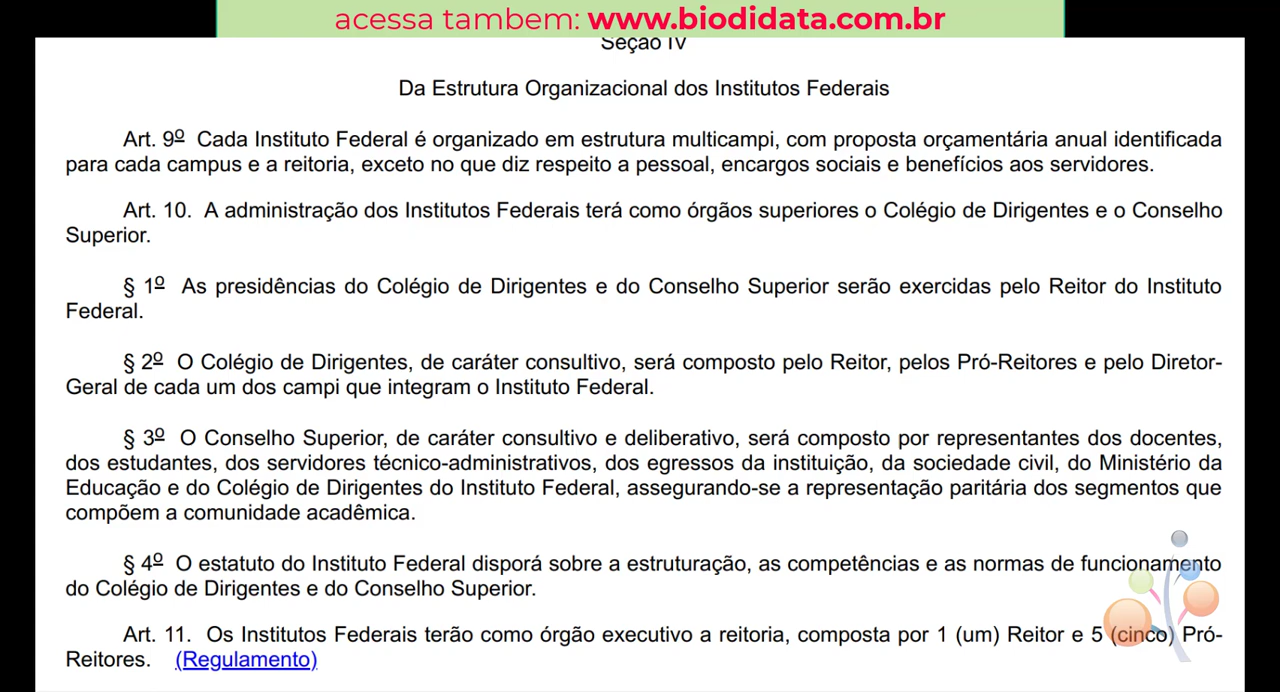 acessa tambem: www.biodidata.com.br
Seção IV
Da Estrutura Organizacional dos Institutos Federais
Art. 9º Cada Instituto Federal é organizado em estrutura multicampi, com proposta orçamentária anual identificada
para cada campus e a reitoria, exceto no que diz respeito a pessoal, encargos sociais e benefícios aos servidores.
Art. 10. A administração dos Institutos Federais terá como órgãos superiores o Colégio de Dirigentes e o Conselho
Superior.
§ 1º As presidências do Colégio de Dirigentes e do Conselho Superior serão exercidas pelo Reitor do Instituto
Federal.
§ 2º O Colégio de Dirigentes, de caráter consultivo, será composto pelo Reitor, pelos Pró-Reitores e pelo Diretor-
Geral de cada um dos campi que integram o Instituto Federal.
§ 3º O Conselho Superior, de caráter consultivo e deliberativo, será composto por representantes dos docentes,
dos estudantes, dos servidores técnico-administrativos, dos egressos da instituição, da sociedade civil, do Ministério da
Educação e do Colégio de Dirigentes do Instituto Federal, assegurando-se a representação paritária dos segmentos que
compõem a comunidade acadêmica.
§ 4º O estatuto do Instituto Federal disporá sobre a estruturação, as competências e as normas de funcionamento
do Colégio de Dirigentes e do Conselho Superior.
Art. 11. Os Institutos Federais terão como órgão executivo a reitoria, composta por 1 (um) Reitor e 5 (cinco) Pró-
Reitores. (Regulamento)